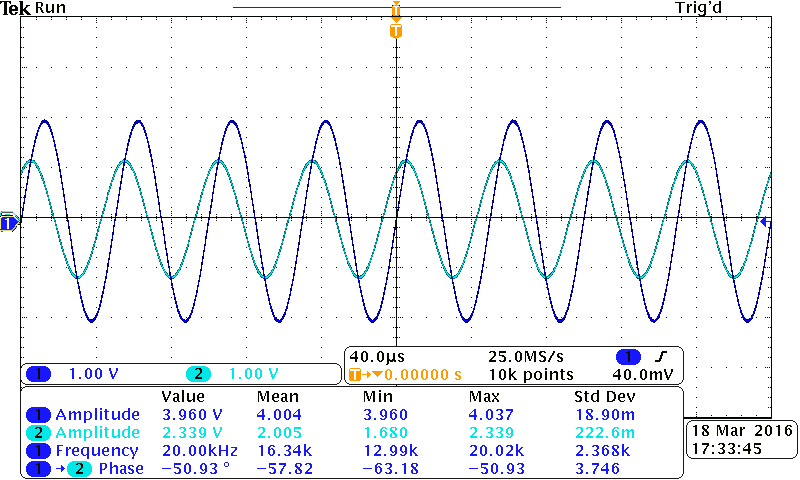 Tek Run Trig'd
T
T
1
1 1.00 V 2 1.00 V
40.0µs 25.0MS/s 1
T→▼0.00000 s 10k points 40.0mV
Value Mean Min Max Std Dev
1 Amplitude 3.960 V 4.004 3.960 4.037 18.90m
2 Amplitude 2.339 V 2.005 1.680 2.339 222.6m
1 Frequency 20.00kHz 16.34k 12.99k 20.02k 2.368k
1→2 Phase −50.93 ° −57.82 −63.18 −50.93 3.746
18 Mar 2016
17:33:45